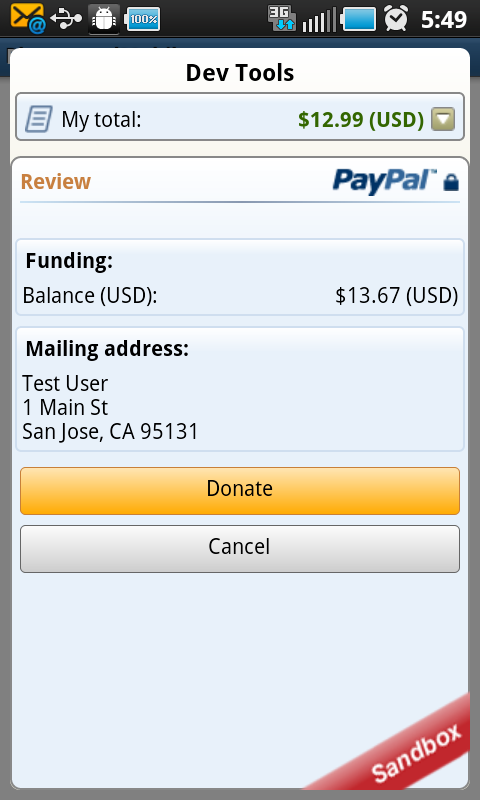 100%
3G
5:49
Dev Tools
My total: $12.99 (USD)
Review PayPal™
Funding:
Balance (USD): $13.67 (USD)
Mailing address:
Test User
1 Main St
San Jose, CA 95131
Donate
Cancel
Sandbox